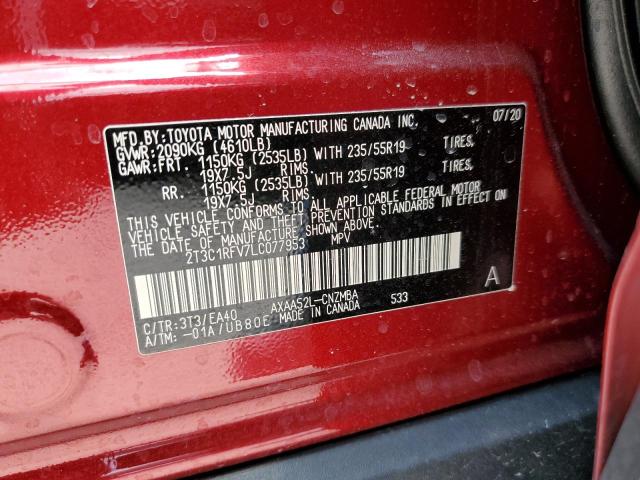 MFD.BY:TOYOTA MOTOR MANUFACTURING CANADA INC. 07/20
GVWR:2090KG (4610LB)
GAWR:FRT. 1150KG (2535LB) WITH 235/55R19 TIRES,
19X7.5J RIMS
RR. 1150KG (2535LB) WITH 235/55R19 TIRES,
19X7.5J RIMS
THIS VEHICLE CONFORMS TO ALL APPLICABLE FEDERAL MOTOR
VEHICLE SAFETY AND THEFT PREVENTION STANDARDS IN EFFECT ON
THE DATE OF MANUFACTURE SHOWN ABOVE.
2T3C1RFV7LC077953 MPV
A
C/TR:3T3/EA40 AXAA52L-CNZMBA 533
A/TM:-01A/UB80E MADE IN CANADA